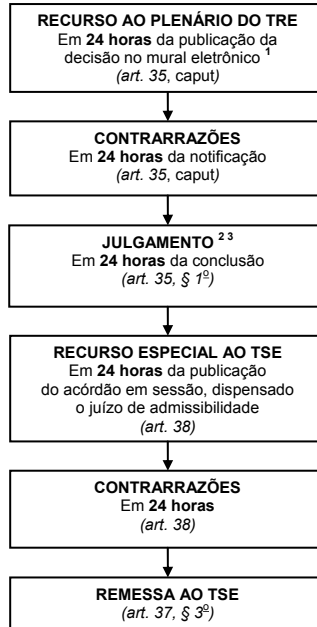 RECURSO AO PLENÁRIO DO TRE
Em 24 horas da publicação da
decisão no mural eletrônico ¹
(art. 35, caput)
CONTRARRAZÕES
Em 24 horas da notificação
(art. 35, caput)
JULGAMENTO ² ³
Em 24 horas da conclusão
(art. 35, § 1º)
RECURSO ESPECIAL AO TSE
Em 24 horas da publicação
do acórdão em sessão, dispensado
o juízo de admissibilidade
(art. 38)
CONTRARRAZÕES
Em 24 horas
(art. 38)
REMESSA AO TSE
(art. 37, § 3º)